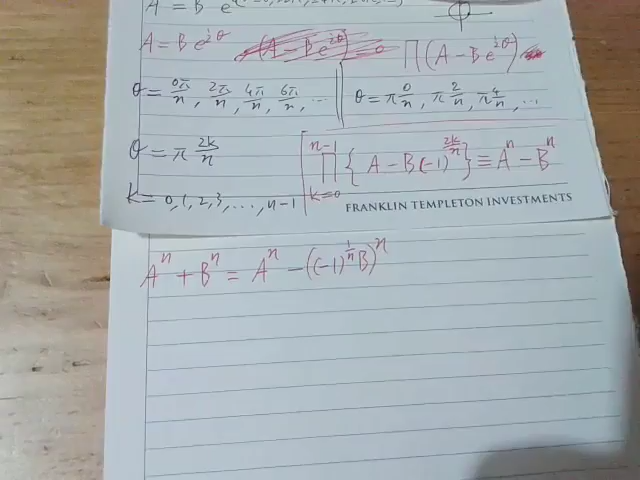 A = B e
A = B e^{iθ} (A − B e^{iθ}) = 0 ∏(A − B e^{iθ})
θ = 0π/n, 2π/n, 4π/n, 6π/n, ... θ = π 0/n, π 2/n, π 4/n, ...
θ = π 2k/n
k = 0, 1, 2, 3, ..., n−1
n−1 ∏ k=0 {A − B(−1)^{2k/n}} ≡ A^n − B^n
FRANKLIN TEMPLETON INVESTMENTS
A^n + B^n = A^n − ((−1)^{1/n} B)^n